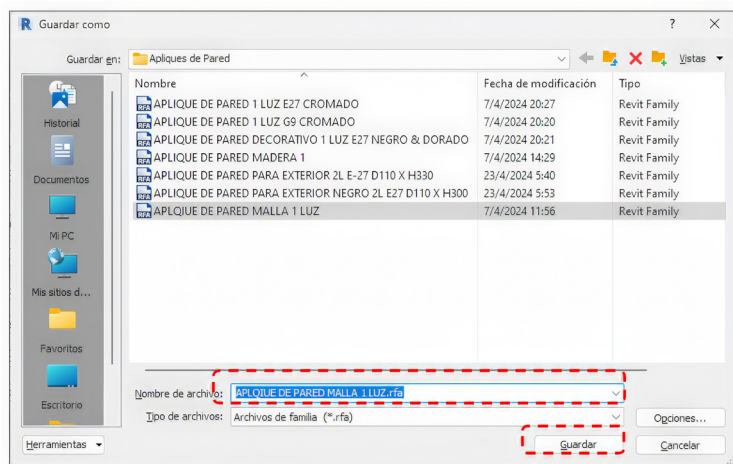 Guardar como
Guardar en:
Apliques de Pared
Vistas
Nombre
Fecha de modificación
Tipo
APLIQUE DE PARED 1 LUZ E27 CROMADO 7/4/2024 20:27 Revit Family
APLIQUE DE PARED 1 LUZ G9 CROMADO 7/4/2024 20:20 Revit Family
APLIQUE DE PARED DECORATIVO 1 LUZ E27 NEGRO & DORADO 7/4/2024 20:21 Revit Family
APLIQUE DE PARED MADERA 1 7/4/2024 14:29 Revit Family
APLIQUE DE PARED PARA EXTERIOR 2L E-27 D110 X H330 23/4/2024 5:40 Revit Family
APLIQUE DE PARED PARA EXTERIOR NEGRO 2L E27 D110 X H300 23/4/2024 5:53 Revit Family
APLQIUE DE PARED MALLA 1 LUZ 7/4/2024 11:56 Revit Family
Historial
Documentos
Mi PC
Mis sitios d...
Favoritos
Escritorio
Nombre de archivo: APLQIUE DE PARED MALLA 1 LUZ.rfa
Tipo de archivos: Archivos de familia (*.rfa)
Opciones...
Herramientas
Guardar
Cancelar